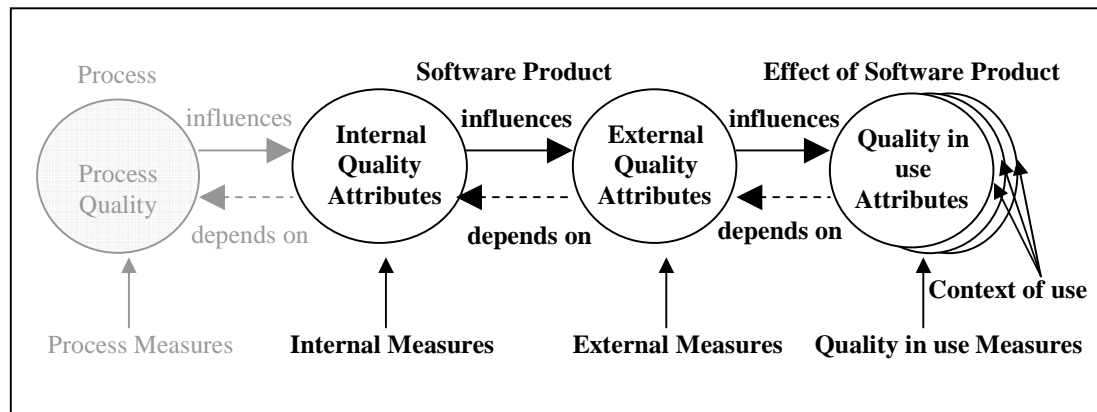 Process
Software Product
Effect of Software Product
influences
influences
influences
Process
Quality
Internal
Quality
Attributes
External
Quality
Attributes
Quality in
use
Attributes
depends on
depends on
depends on
Context of use
Process Measures
Internal Measures
External Measures
Quality in use Measures